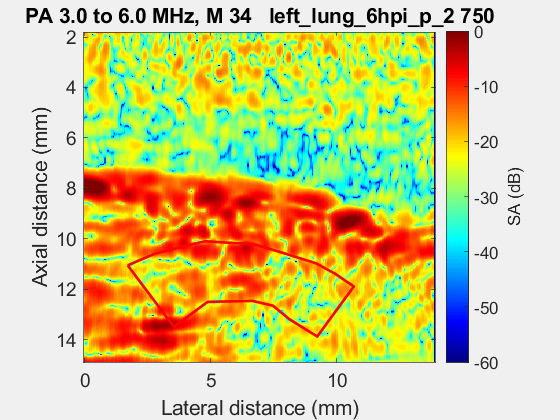 PA 3.0 to 6.0 MHz, M 34 left_lung_6hpi_p_2 750
2
4
6
8
10
12
14
Axial distance (mm)
0 5 10
Lateral distance (mm)
0
-10
-20
-30
-40
-50
-60
SA (dB)